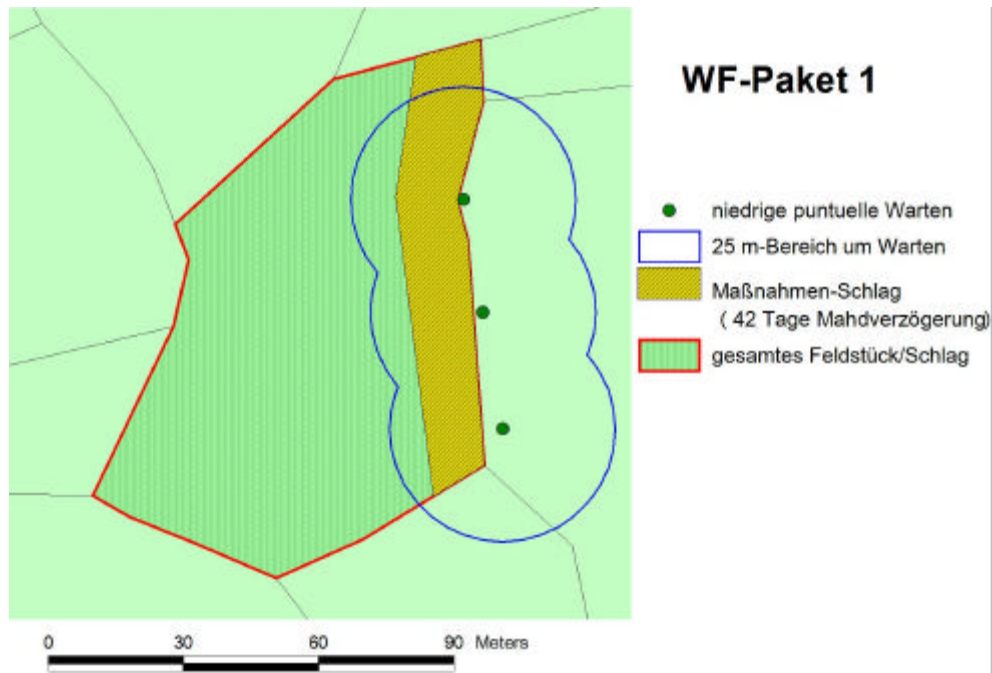 WF-Paket 1
niedrige puntuelle Warten
25 m-Bereich um Warten
Maßnahmen-Schlag
( 42 Tage Mahdverzögerung)
gesamtes Feldstück/Schlag
0 30 60 90 Meters